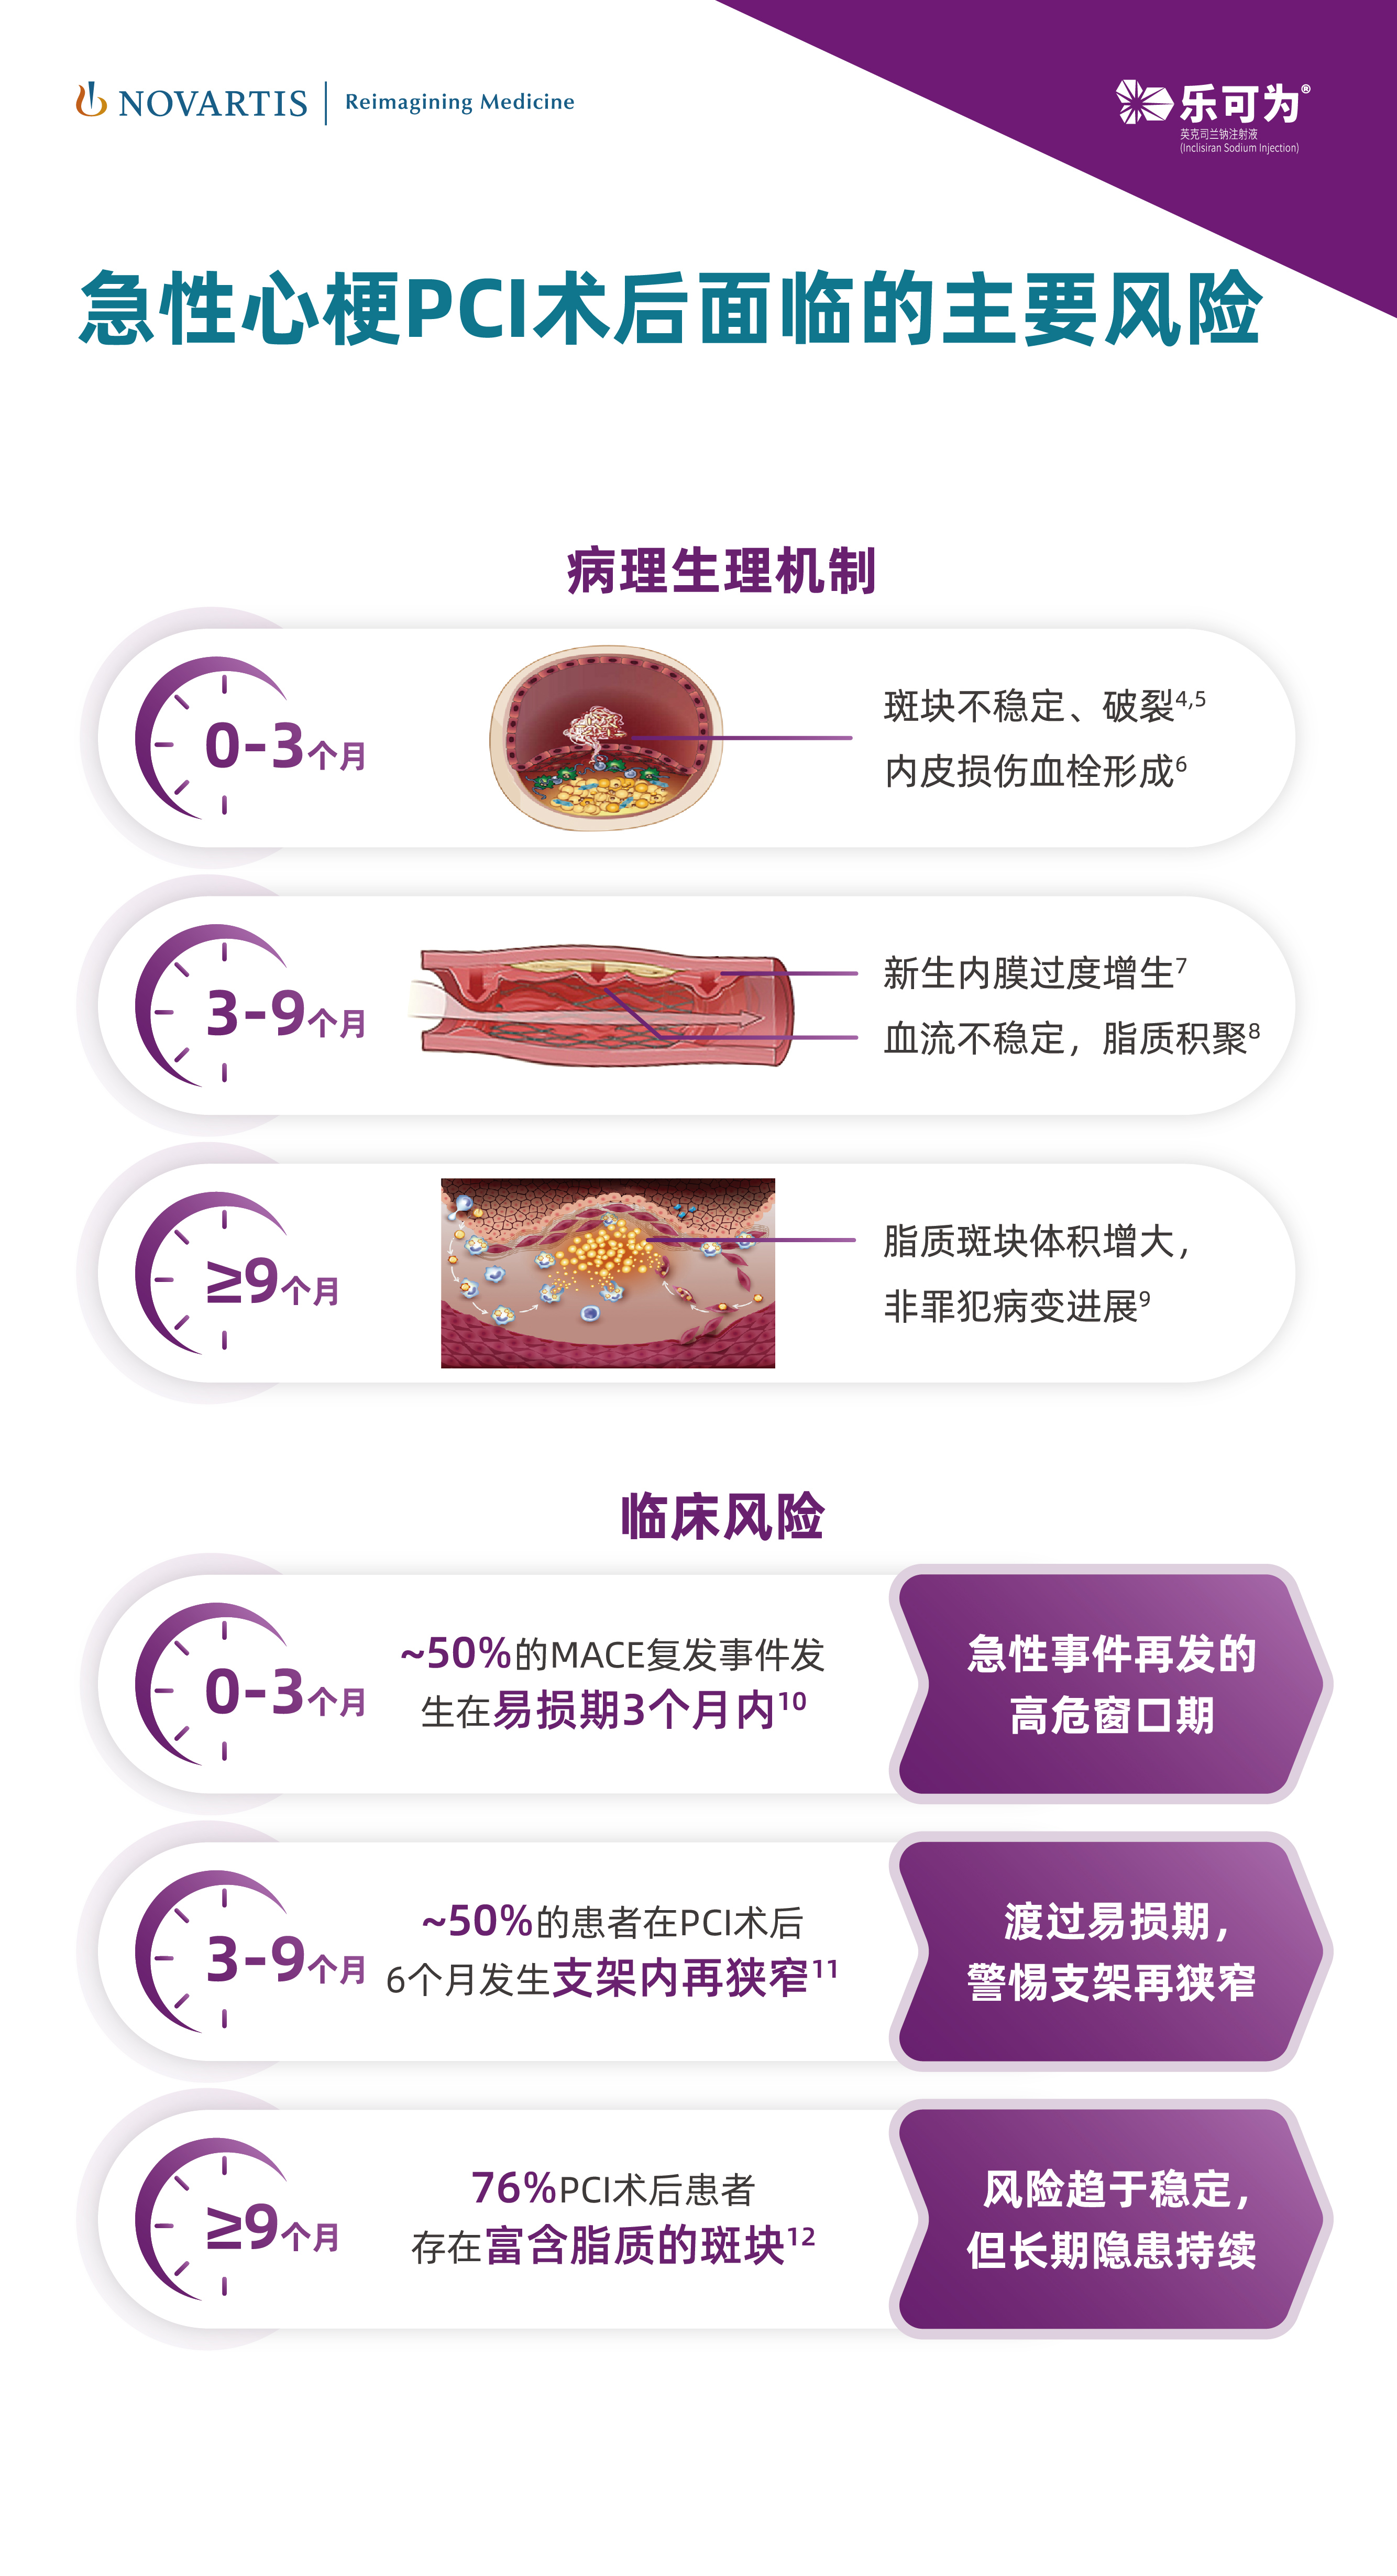 NOVARTIS | Reimagining Medicine
乐可为®
英克司兰钠注射液
(Inclisiran Sodium Injection)
急性心梗PCI术后面临的主要风险
病理生理机制
0-3个月
斑块不稳定、破裂4,5
内皮损伤血栓形成6
3-9个月
新生内膜过度增生7
血流不稳定，脂质积聚8
≥9个月
脂质斑块体积增大，
非罪犯病变进展9
临床风险
0-3个月
~50%的MACE复发事件发
生在易损期3个月内10
急性事件再发的
高危窗口期
3-9个月
~50%的患者在PCI术后
6个月发生支架内再狭窄11
渡过易损期，
警惕支架再狭窄
≥9个月
76%PCI术后患者
存在富含脂质的斑块12
风险趋于稳定，
但长期隐患持续